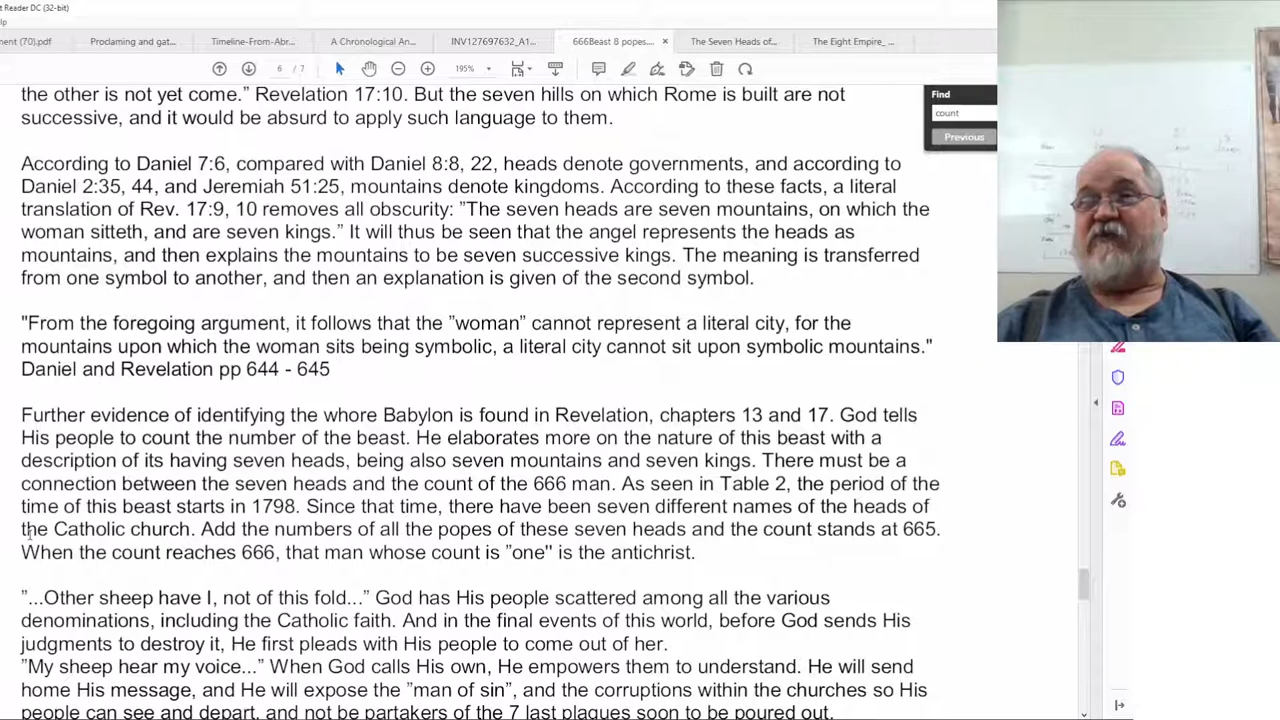 t Reader DC (32-bit)
lp
ment (70).pdf
Proclaming and gat...
Timeline-From-Abr...
A Chronological An...
INV127697632_A1...
666Beast 8 popes....
The Seven Heads of...
The Eight Empire_ ...
6 / 7
195%
the other is not yet come.” Revelation 17:10. But the seven hills on which Rome is built are not
successive, and it would be absurd to apply such language to them.
Find
count
Previous
According to Daniel 7:6, compared with Daniel 8:8, 22, heads denote governments, and according to
Daniel 2:35, 44, and Jeremiah 51:25, mountains denote kingdoms. According to these facts, a literal
translation of Rev. 17:9, 10 removes all obscurity: ”The seven heads are seven mountains, on which the
woman sitteth, and are seven kings.” It will thus be seen that the angel represents the heads as
mountains, and then explains the mountains to be seven successive kings. The meaning is transferred
from one symbol to another, and then an explanation is given of the second symbol.
"From the foregoing argument, it follows that the ”woman” cannot represent a literal city, for the
mountains upon which the woman sits being symbolic, a literal city cannot sit upon symbolic mountains."
Daniel and Revelation pp 644 - 645
Further evidence of identifying the whore Babylon is found in Revelation, chapters 13 and 17. God tells
His people to count the number of the beast. He elaborates more on the nature of this beast with a
description of its having seven heads, being also seven mountains and seven kings. There must be a
connection between the seven heads and the count of the 666 man. As seen in Table 2, the period of the
time of this beast starts in 1798. Since that time, there have been seven different names of the heads of
the Catholic church. Add the numbers of all the popes of these seven heads and the count stands at 665.
When the count reaches 666, that man whose count is ”one" is the antichrist.
”...Other sheep have I, not of this fold...” God has His people scattered among all the various
denominations, including the Catholic faith. And in the final events of this world, before God sends His
judgments to destroy it, He first pleads with His people to come out of her.
”My sheep hear my voice...” When God calls His own, He empowers them to understand. He will send
home His message, and He will expose the ”man of sin”, and the corruptions within the churches so His
people can see and depart, and not be partakers of the 7 last plagues soon to be poured out.